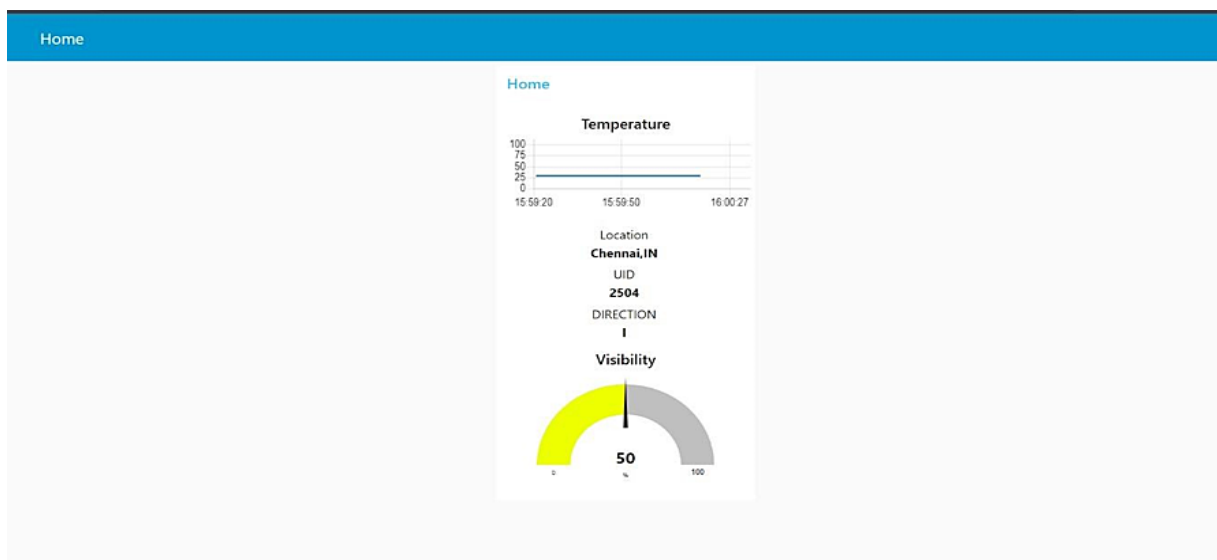 Home
Home
Temperature
100
75
50
25
0
15:59:20 15:59:50 16:00:27
Location
Chennai,IN
UID
2504
DIRECTION
I
Visibility
50
0 % 100